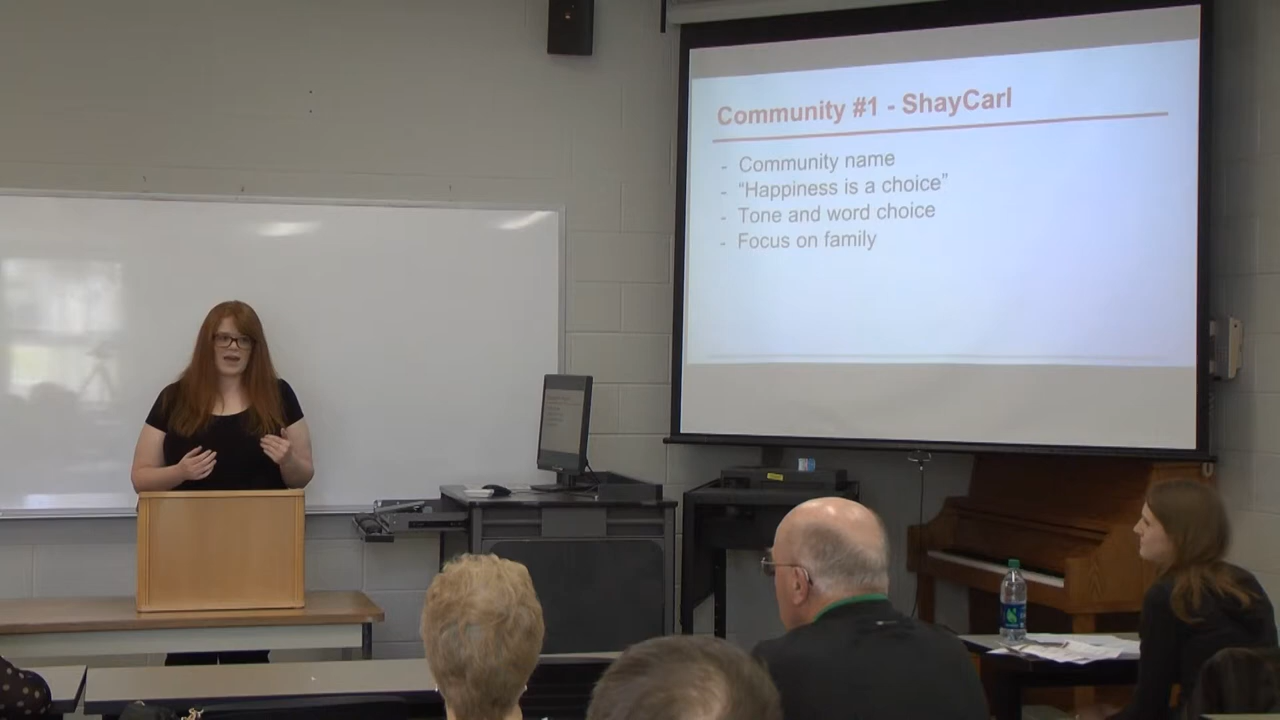 Community #1 - ShayCarl
- Community name
- "Happiness is a choice"
- Tone and word choice
- Focus on family